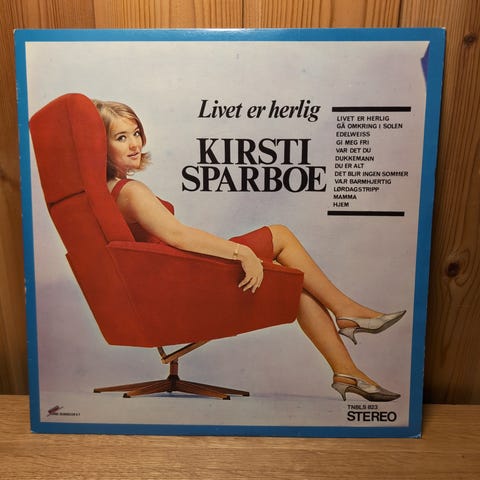 Livet er herlig
KIRSTI
SPARBOE
LIVET ER HERLIG
GÅ OMKRING I SOLEN
EDELWEISS
GI MEG FRI
VAR DET DU
DUKKEMANN
DU ER ALT
DET BLIR INGEN SOMMER
VÆR BARMHJERTIG
LØRDAGSTRIPP
MAMMA
HJEM
TNBLS 823
STEREO